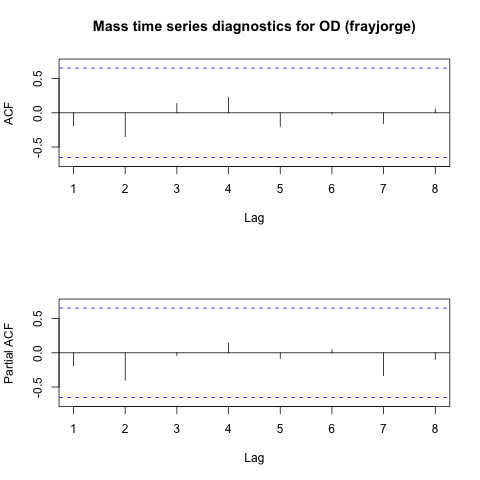 Mass time series diagnostics for OD (frayjorge)
ACF
0.5
0.0
-0.5
1 2 3 4 5 6 7 8
Lag
Partial ACF
0.5
0.0
-0.5
1 2 3 4 5 6 7 8
Lag